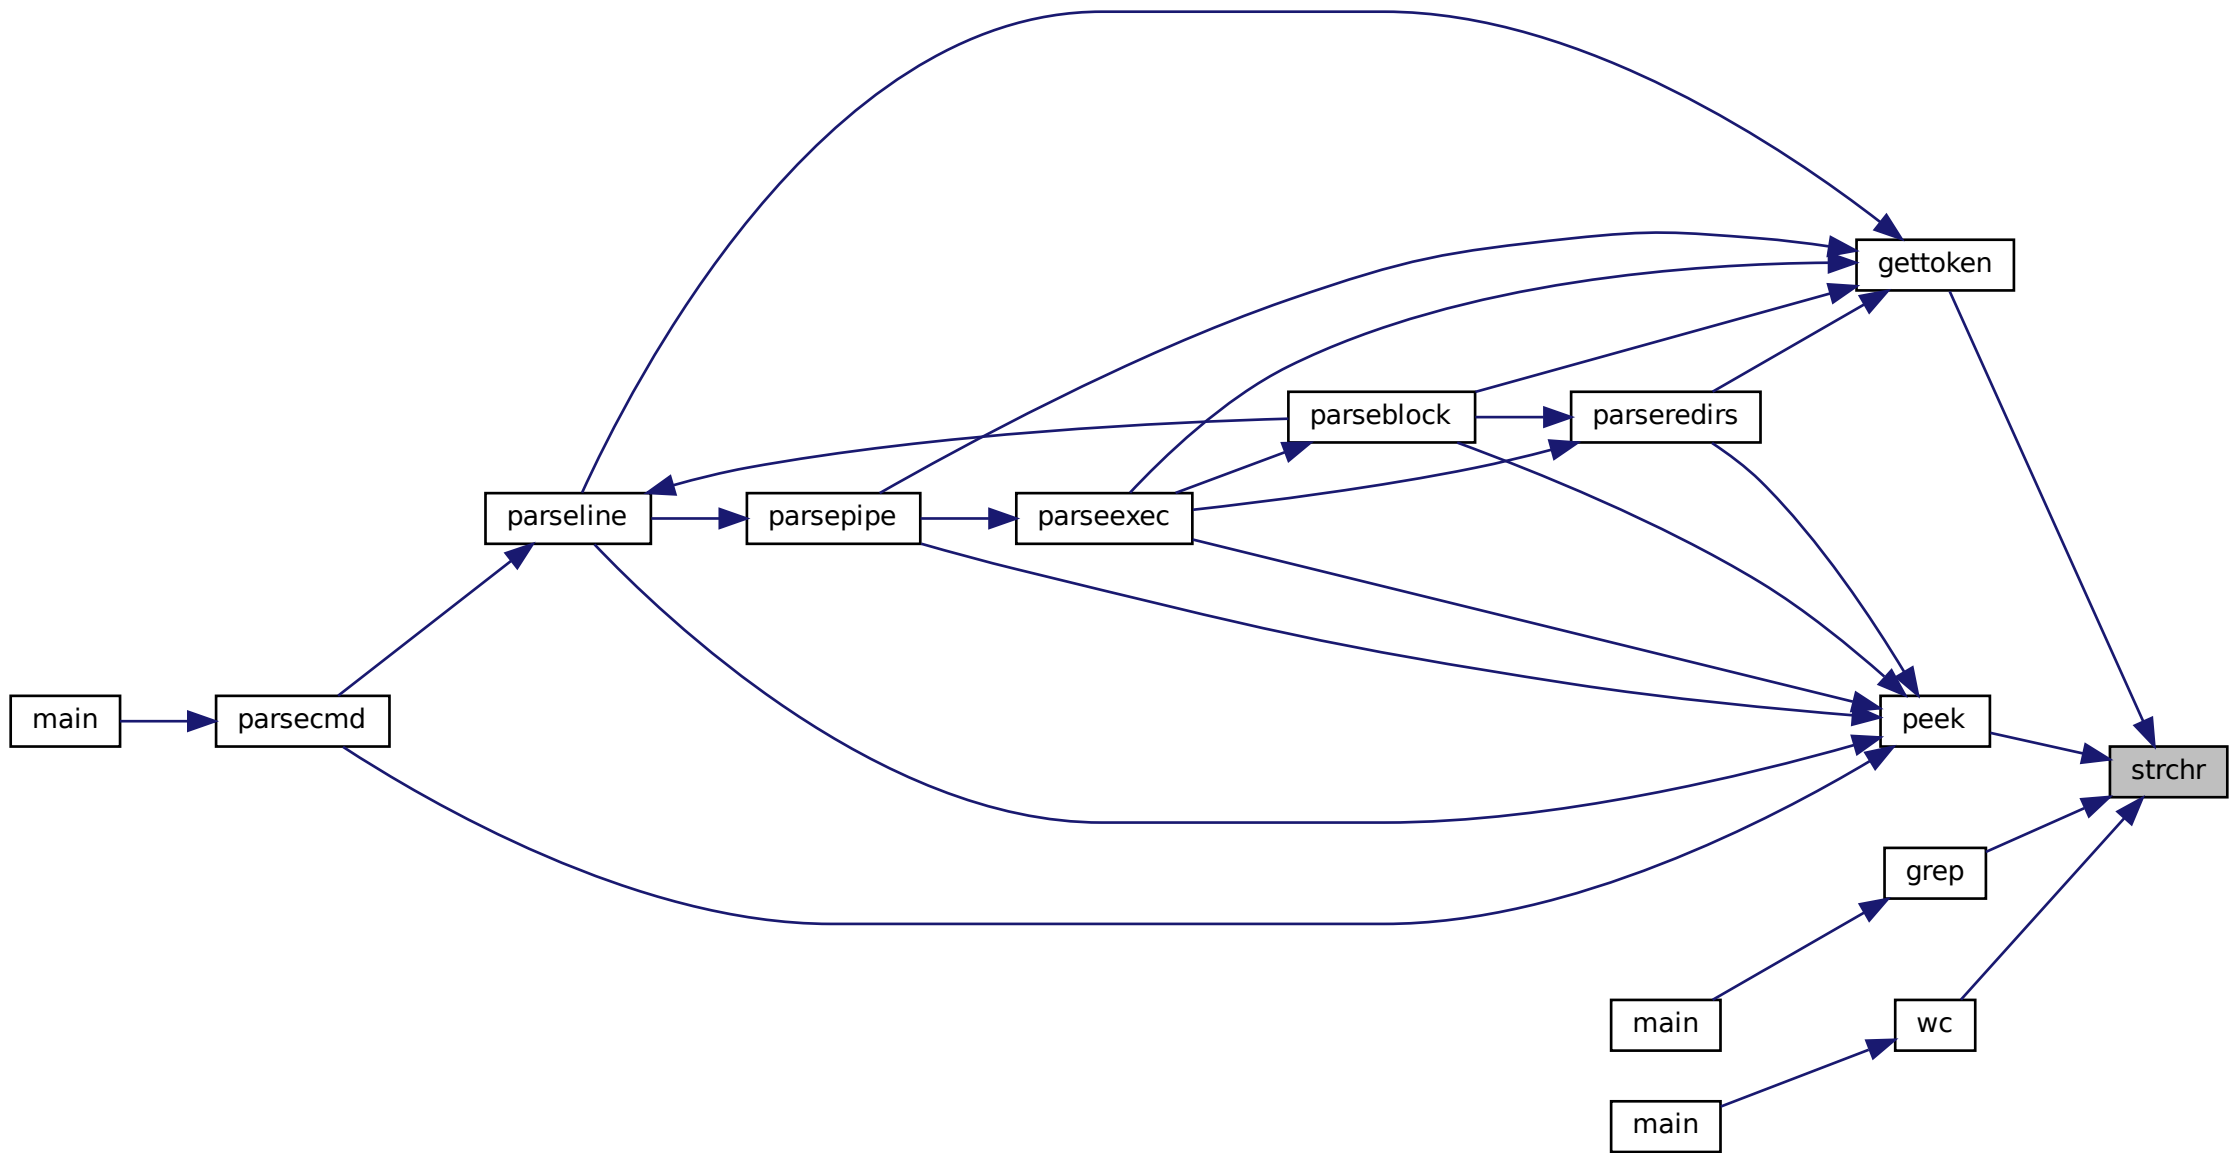 gettoken
parseblock
parseredirs
parseline
parsepipe
parseexec
main
parsecmd
peek
strchr
grep
main
wc
main